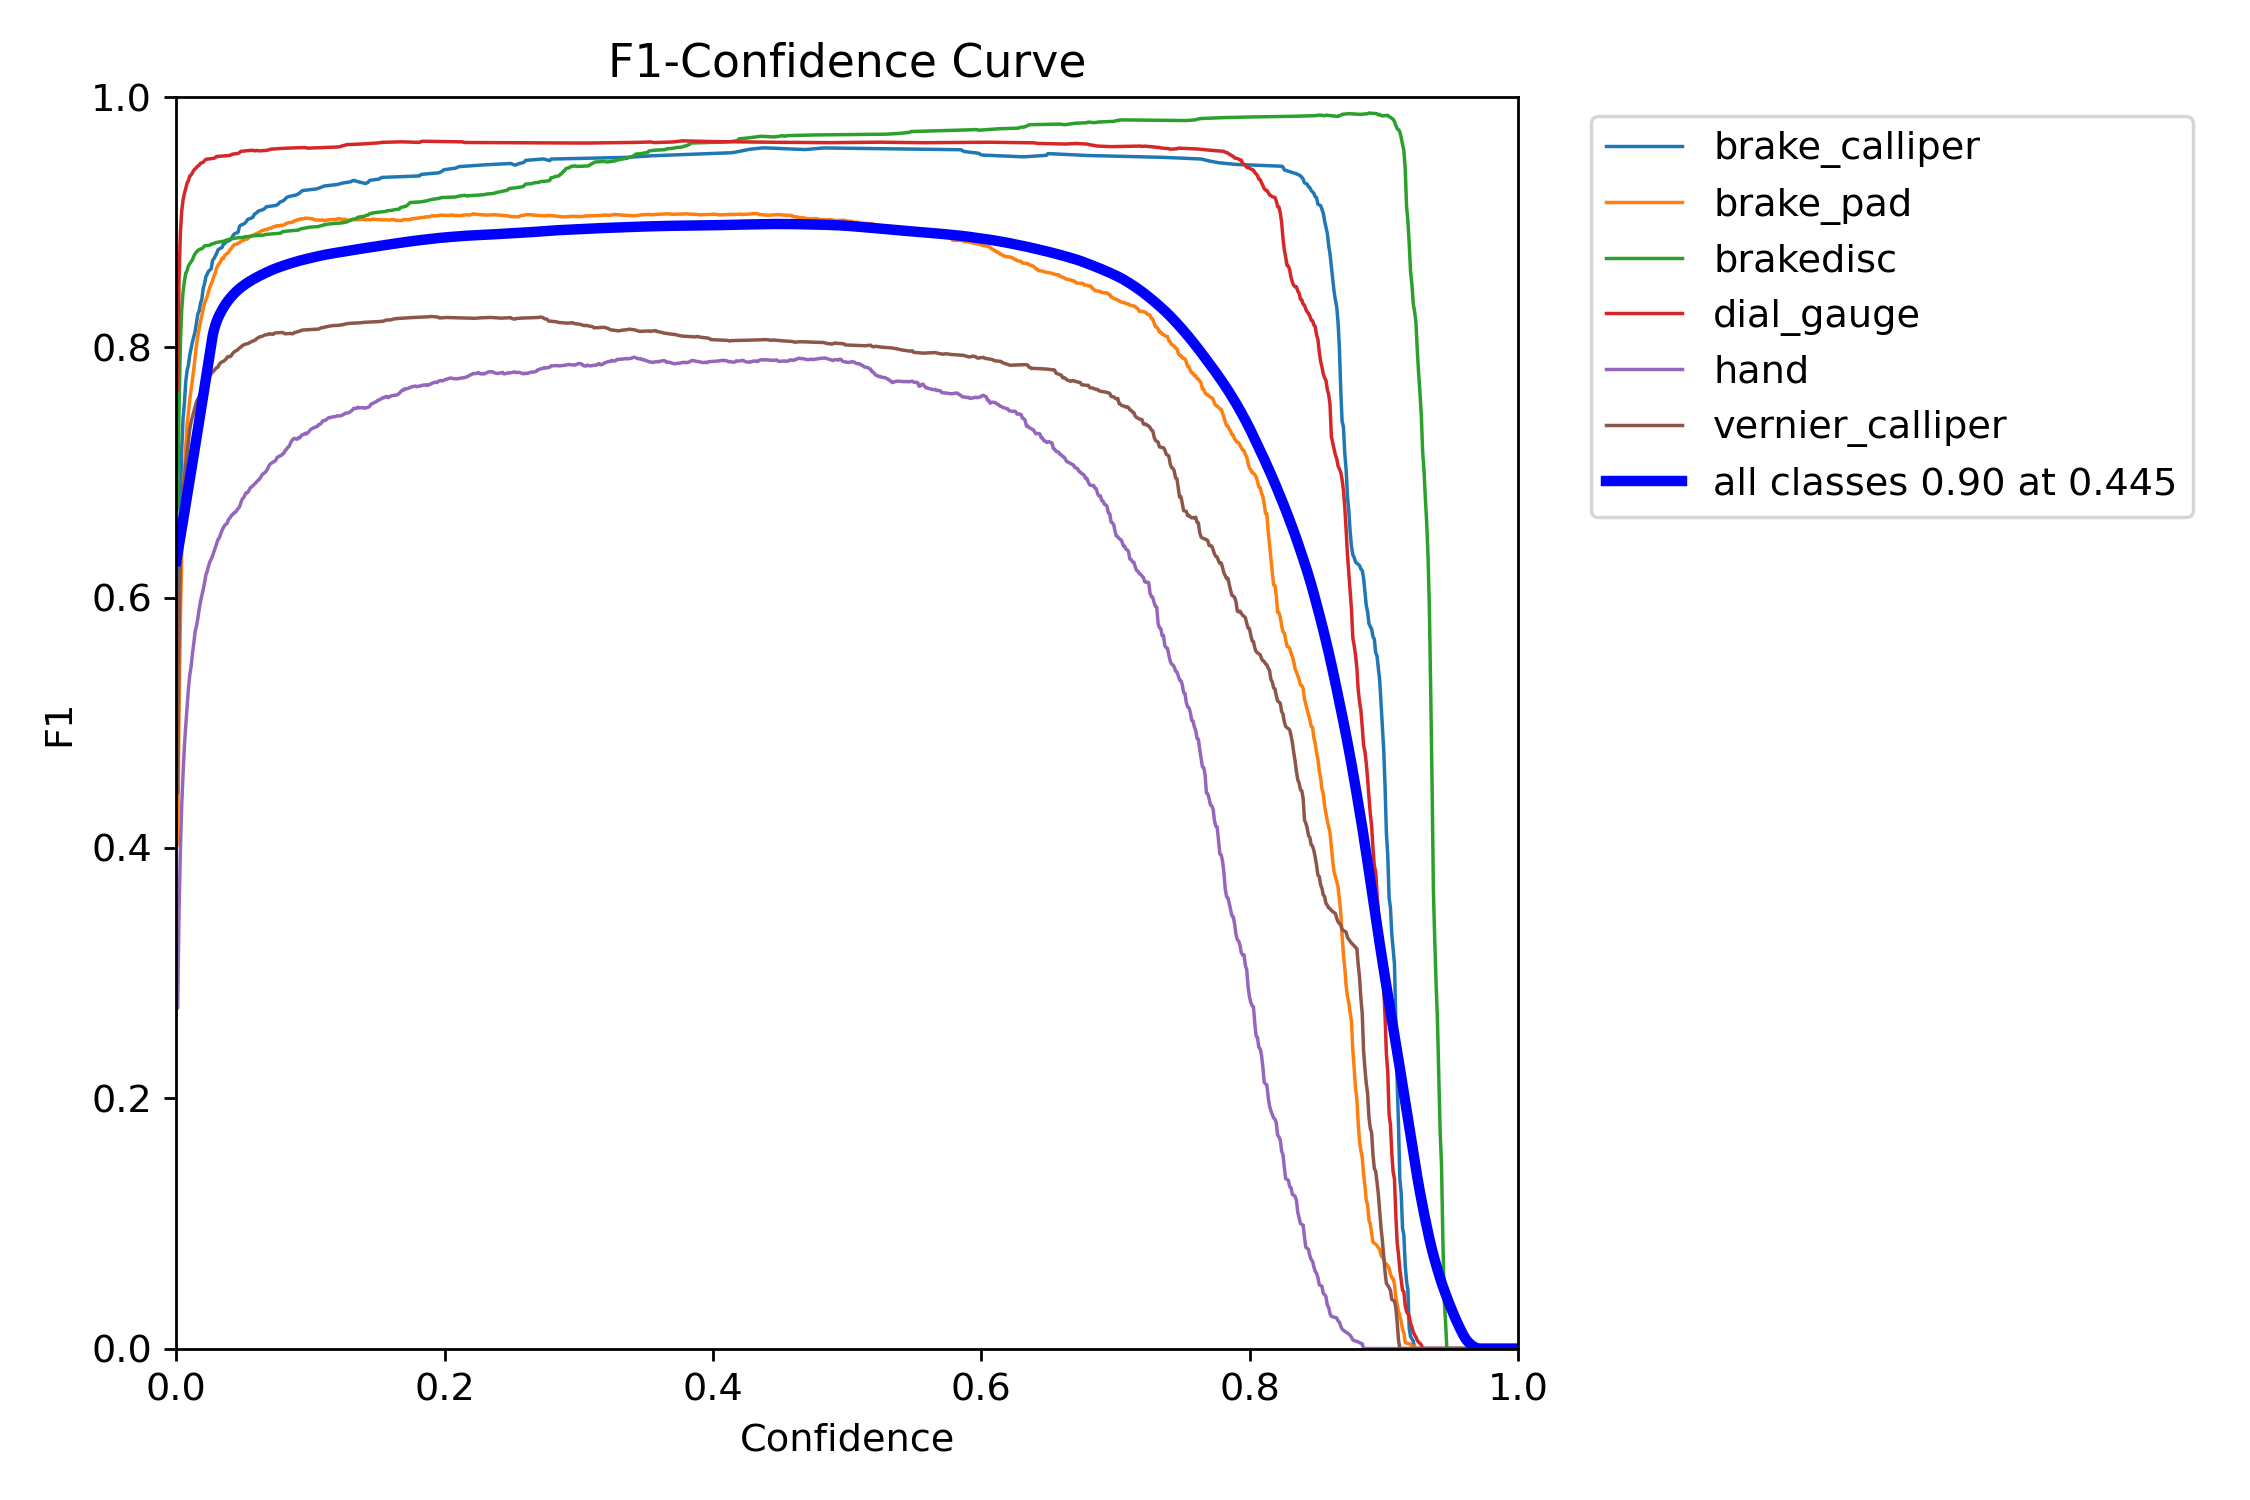 F1-Confidence Curve
1.0
0.8
0.6
0.4
0.2
0.0
F1
0.0 0.2 0.4 0.6 0.8 1.0
Confidence
brake_calliper
brake_pad
brakedisc
dial_gauge
hand
vernier_calliper
all classes 0.90 at 0.445